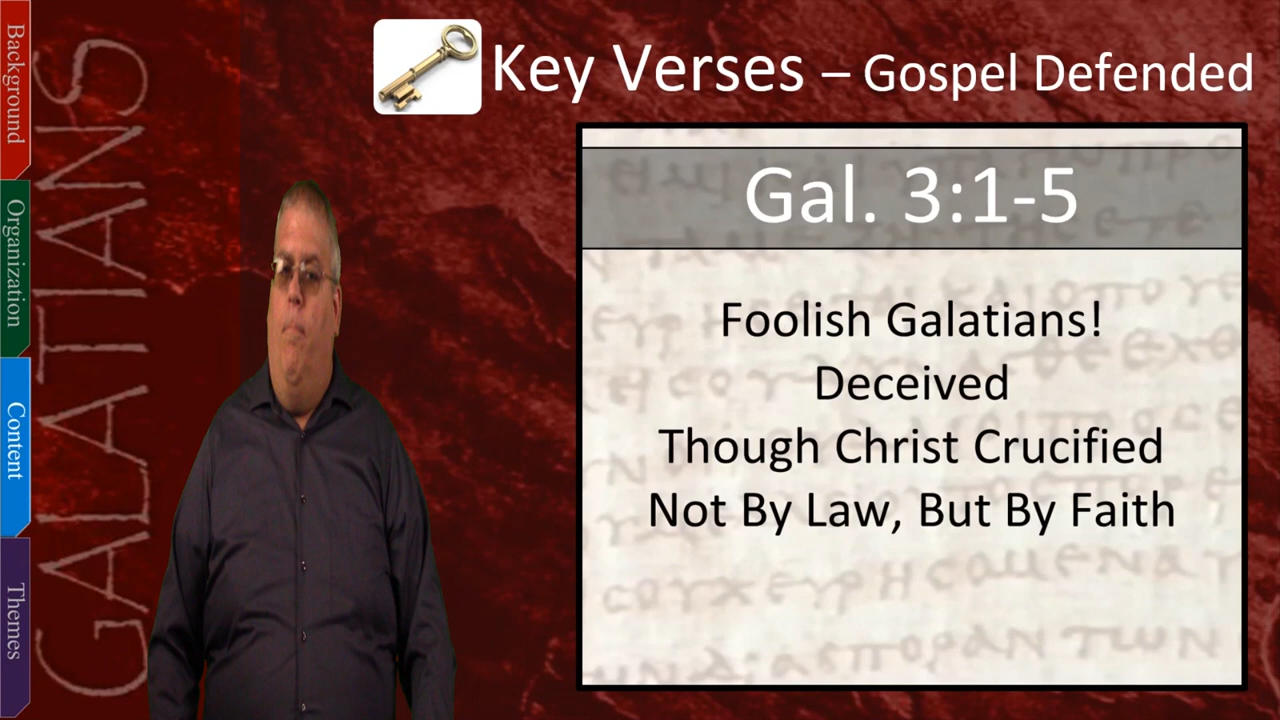 Background
Organization
Content
Themes
GALATIANS
Key Verses – Gospel Defended
Gal. 3:1-5
Foolish Galatians!
Deceived
Though Christ Crucified
Not By Law, But By Faith